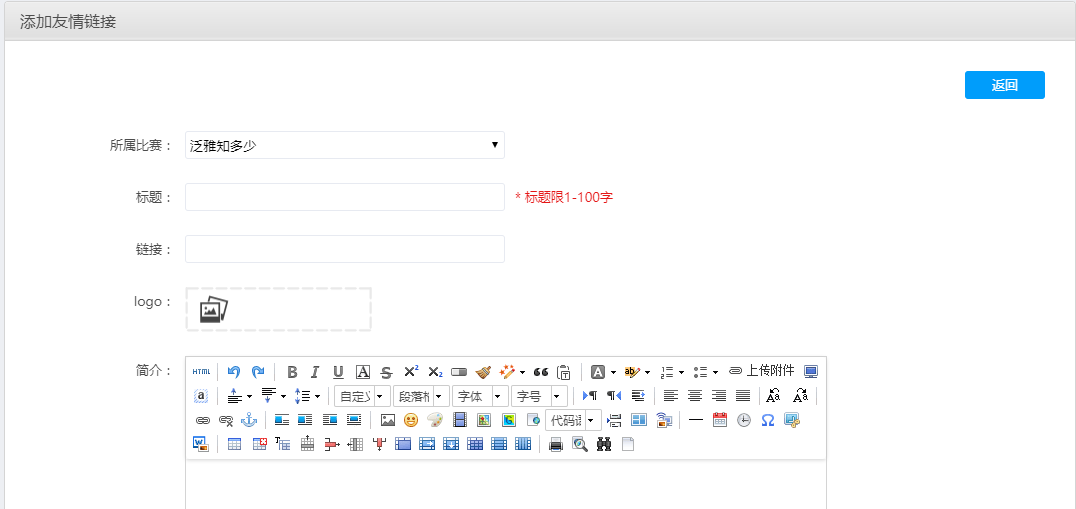 添加友情链接
返回
所属比赛：
泛雅知多少
标题：
* 标题限1-100字
链接：
logo：
简介：
HTML
上传附件
自定义
段落格
字体
字号
代码语